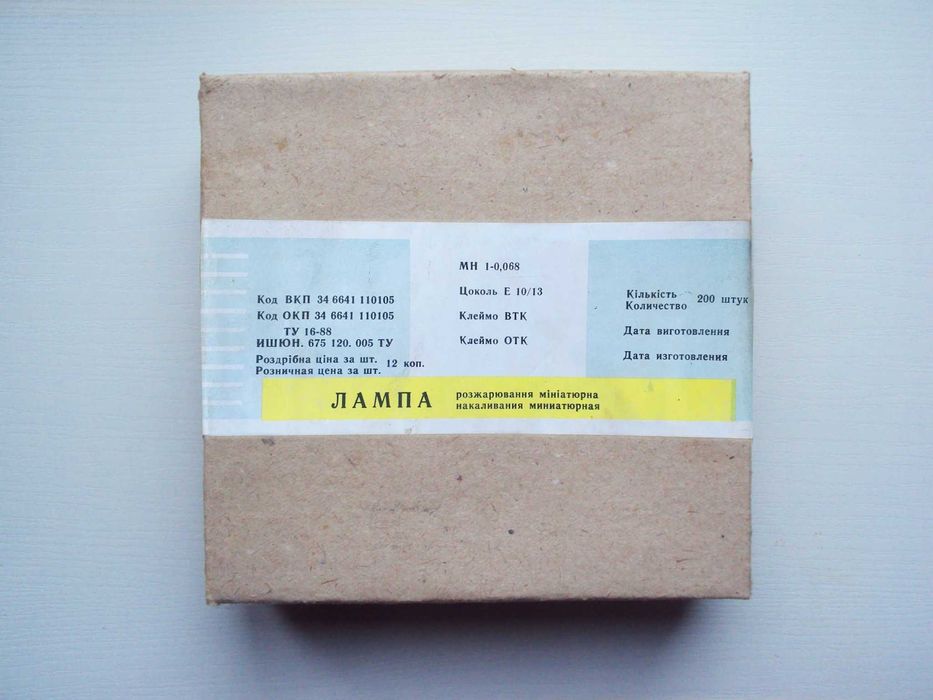 Код ВКП 34 6641 110105
Код ОКП 34 6641 110105
ТУ 16-88
ИШЮН. 675 120. 005 ТУ
Роздрібна ціна за шт.
Розничная цена за шт.
12 коп.
МН 1-0,068
Цоколь Е 10/13
Клеймо ВТК
Клеймо ОТК
Кількість
Количество
200 штук
Дата виготовлення
Дата изготовления
ЛАМПА
розжарювання мініатюрна
накаливания миниатюрная